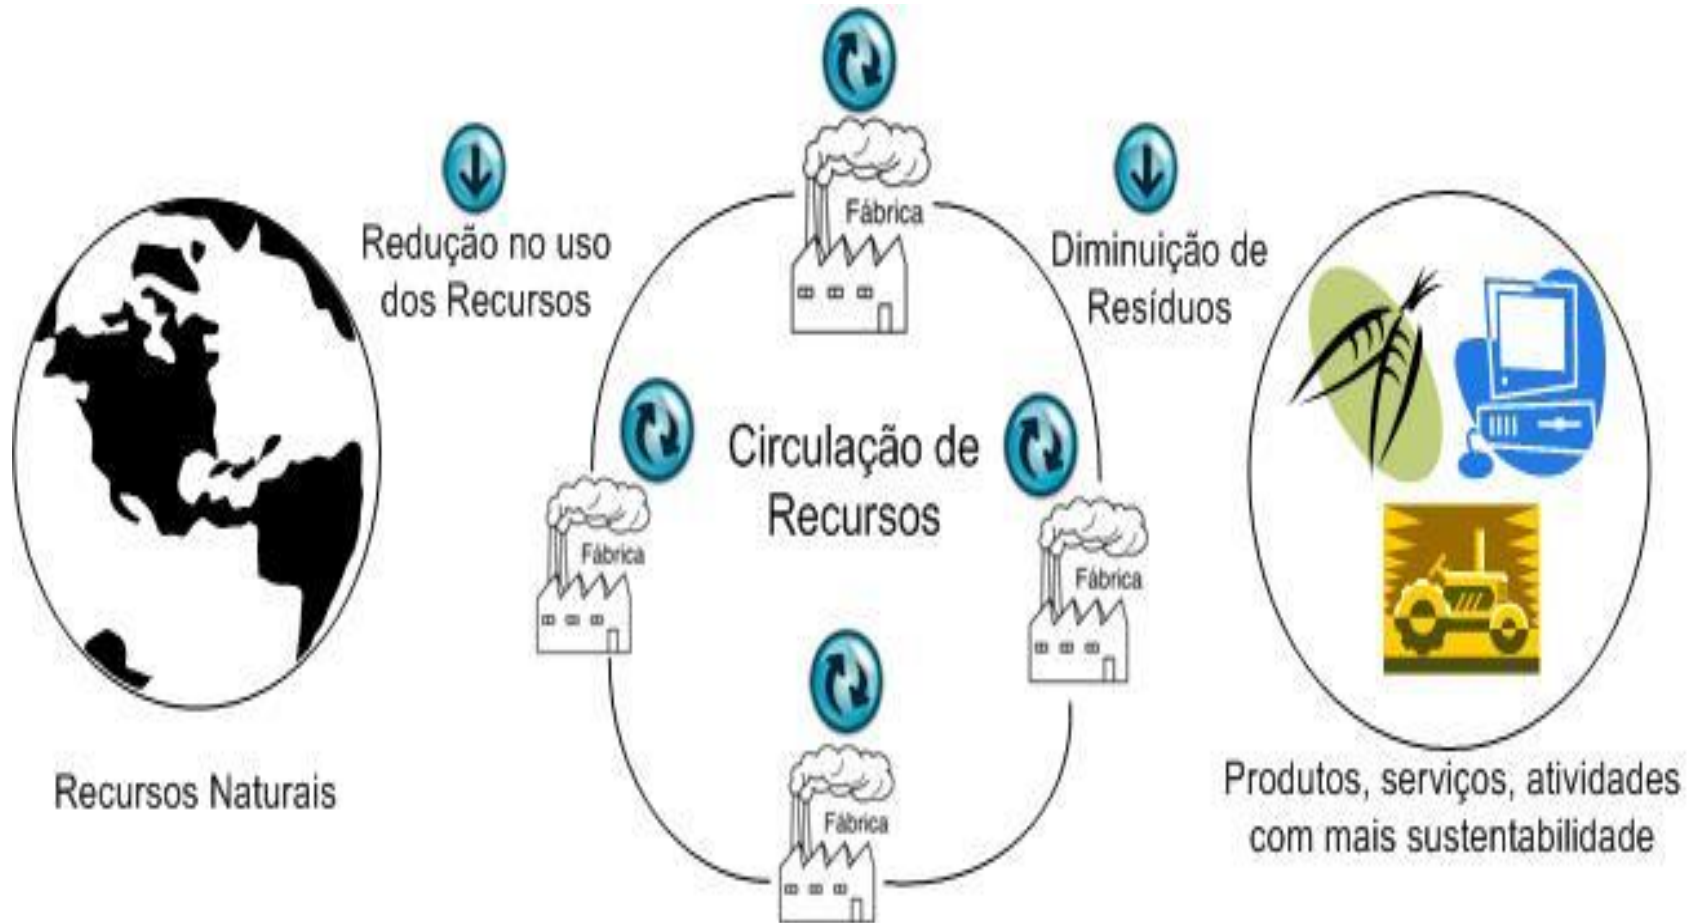 Fábrica
Redução no uso
dos Recursos
Diminuição de
Resíduos
Circulação de
Recursos
Fábrica
Fábrica
Recursos Naturais
Fábrica
Produtos, serviços, atividades
com mais sustentabilidade